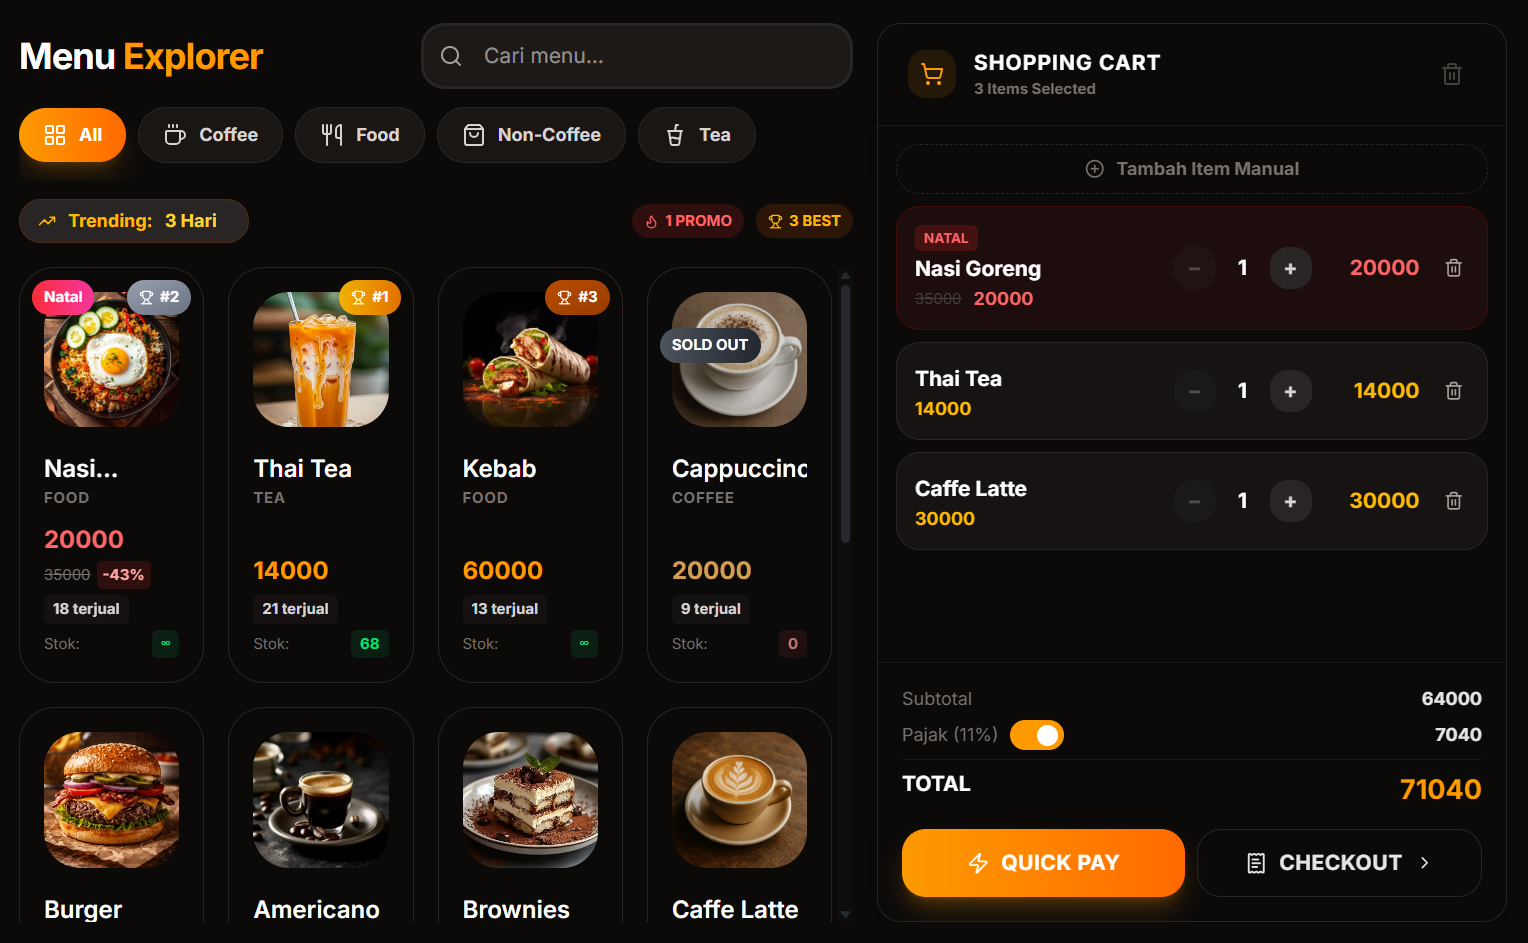 Menu Explorer
Cari menu...
All
Coffee
Food
Non-Coffee
Tea
Trending: 3 Hari
1 PROMO
3 BEST
Natal
#2
Nasi...
FOOD
20000
35000 -43%
18 terjual
Stok: ∞
#1
Thai Tea
TEA
14000
21 terjual
Stok: 68
#3
Kebab
FOOD
60000
13 terjual
Stok: ∞
SOLD OUT
Cappuccino
COFFEE
20000
9 terjual
Stok: 0
Burger
Americano
Brownies
Caffe Latte
SHOPPING CART
3 Items Selected
Tambah Item Manual
NATAL
Nasi Goreng
35000 20000
− 1 +
20000
Thai Tea
14000
− 1 +
14000
Caffe Latte
30000
− 1 +
30000
Subtotal 64000
Pajak (11%) 7040
TOTAL 71040
QUICK PAY
CHECKOUT